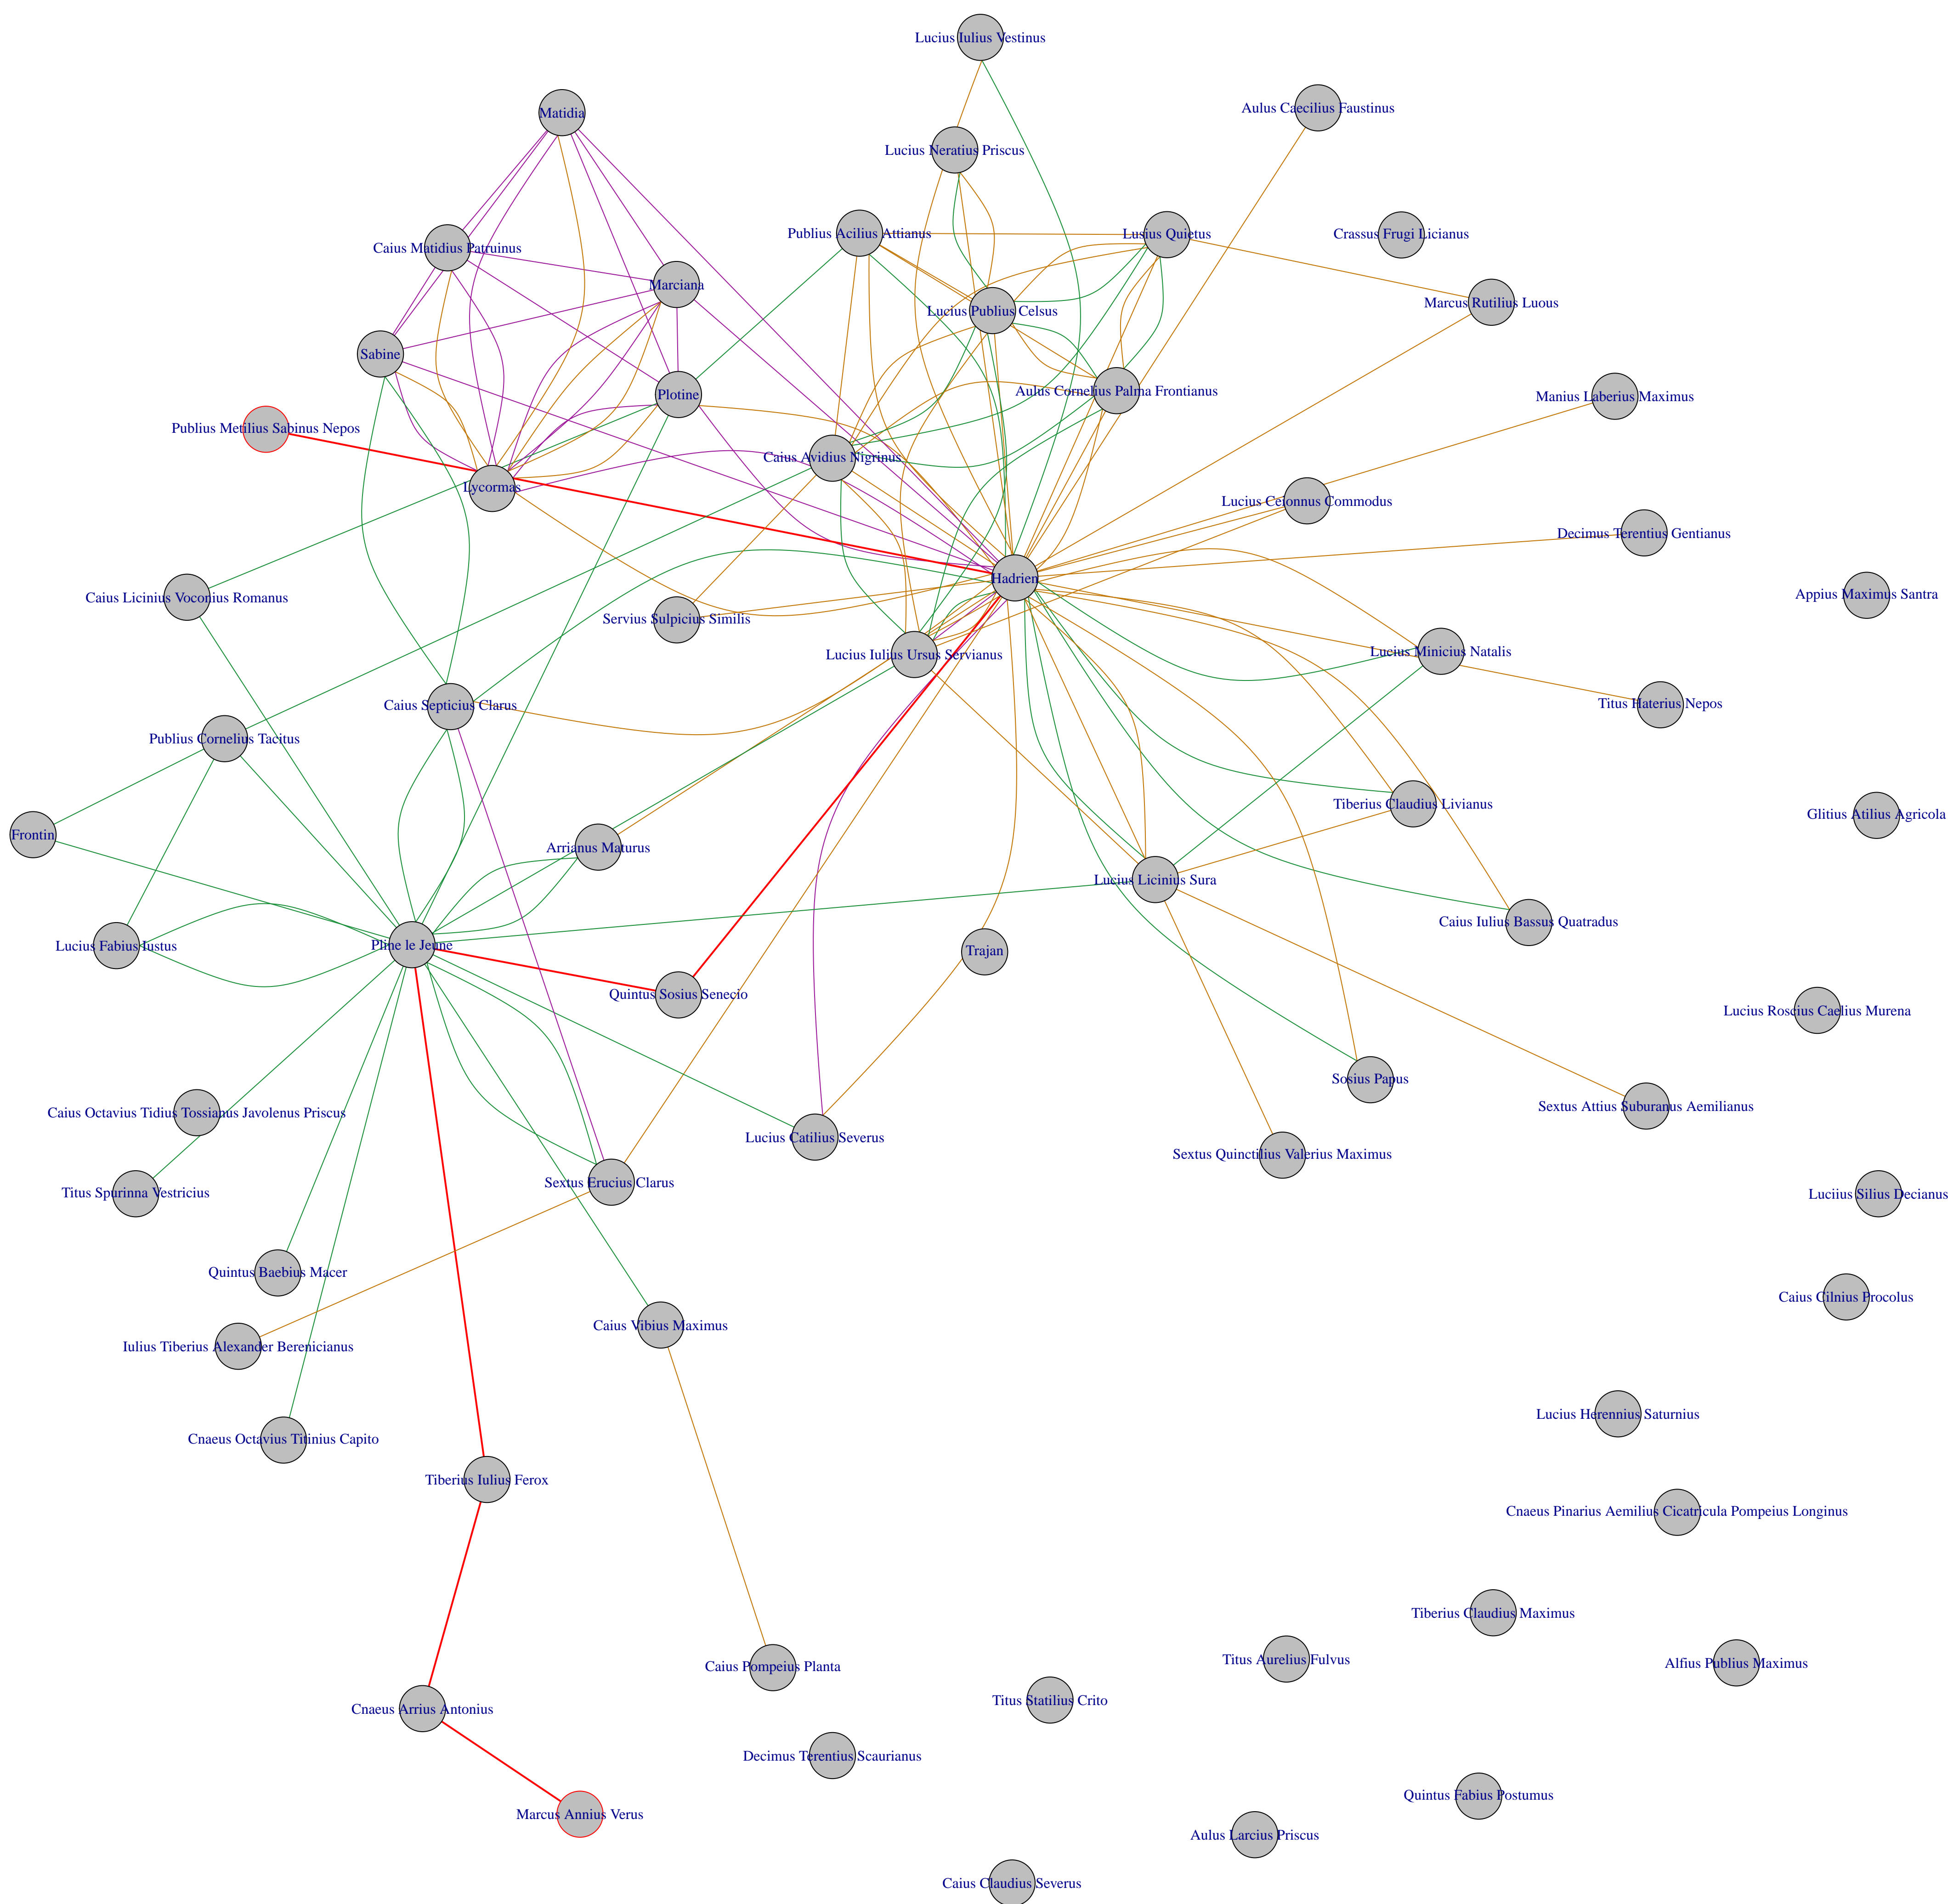 Lucius Iulius Vestinus
Aulus Caecilius Faustinus
Matidia
Lucius Neratius Priscus
Publius Acilius Attianus
Lusius Quietus
Crassus Frugi Licianus
Caius Matidius Patruinus
Marciana
Marcus Rutilius Luous
Lucius Publius Celsus
Sabine
Plotine
Aulus Cornelius Palma Frontianus
Manius Laberius Maximus
Publius Metilius Sabinus Nepos
Caius Avidius Nigrinus
Lycormas
Lucius Ceionnus Commodus
Decimus Terentius Gentianus
Hadrien
Caius Licinius Voconius Romanus
Appius Maximus Santra
Servius Sulpicius Similis
Lucius Iulius Ursus Servianus
Lucius Minicius Natalis
Caius Septicius Clarus
Titus Haterius Nepos
Publius Cornelius Tacitus
Tiberius Claudius Livianus
Glitius Atilius Agricola
Frontin
Arrianus Maturus
Lucius Licinius Sura
Caius Iulius Bassus Quatradus
Lucius Fabius Iustus
Pline le Jeune
Trajan
Quintus Sosius Senecio
Lucius Roscius Caelius Murena
Sosius Papus
Caius Octavius Tidius Tossianus Javolenus Priscus
Sextus Attius Suburanus Aemilianus
Lucius Catilius Severus
Sextus Quinctilius Valerius Maximus
Sextus Erucius Clarus
Titus Spurinna Vestricius
Luciius Silius Decianus
Quintus Baebius Macer
Caius Cilnius Procolus
Caius Vibius Maximus
Iulius Tiberius Alexander Berenicianus
Lucius Herennius Saturnius
Cnaeus Octavius Titinius Capito
Tiberius Iulius Ferox
Cnaeus Pinarius Aemilius Cicatricula Pompeius Longinus
Tiberius Claudius Maximus
Titus Aurelius Fulvus
Alfius Publius Maximus
Caius Pompeius Planta
Titus Statilius Crito
Cnaeus Arrius Antonius
Decimus Terentius Scaurianus
Quintus Fabius Postumus
Marcus Annius Verus
Aulus Larcius Priscus
Caius Claudius Severus